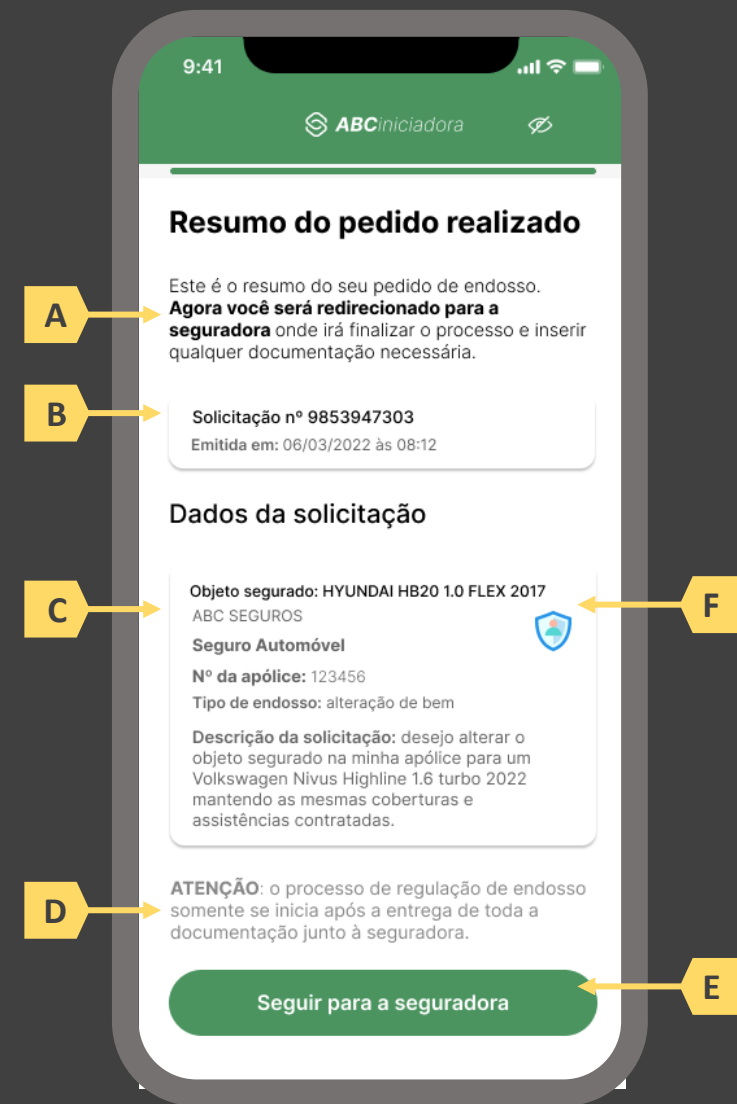 9:41
ABCiniciadora
Resumo do pedido realizado
Este é o resumo do seu pedido de endosso.
A
Agora você será redirecionado para a
seguradora onde irá finalizar o processo e inserir
qualquer documentação necessária.
B
Solicitação nº 9853947303
Emitida em: 06/03/2022 às 08:12
Dados da solicitação
C
Objeto segurado: HYUNDAI HB20 1.0 FLEX 2017
F
ABC SEGUROS
Seguro Automóvel
Nº da apólice: 123456
Tipo de endosso: alteração de bem
Descrição da solicitação: desejo alterar o
objeto segurado na minha apólice para um
Volkswagen Nivus Highline 1.6 turbo 2022
mantendo as mesmas coberturas e
assistências contratadas.
D
ATENÇÃO: o processo de regulação de endosso
somente se inicia após a entrega de toda a
documentação junto à seguradora.
E
Seguir para a seguradora